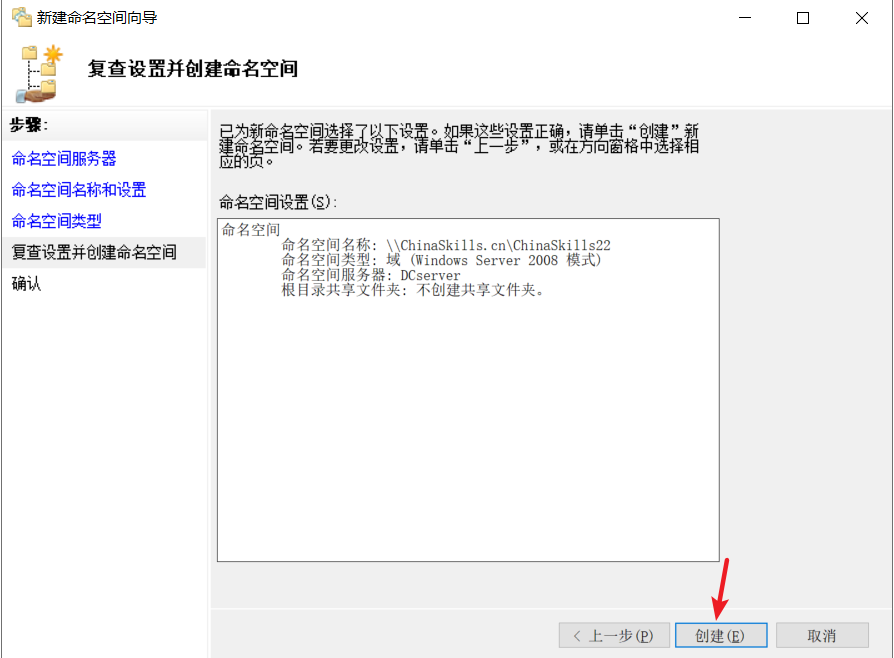 新建命名空间向导
复查设置并创建命名空间
步骤:
命名空间服务器
命名空间名称和设置
命名空间类型
复查设置并创建命名空间
确认
已为新命名空间选择了以下设置。如果这些设置正确，请单击“创建”新
建命名空间。若要更改设置，请单击“上一步”，或在方向窗格中选择相
应的页。
命名空间设置(S):
命名空间
命名空间名称: \\ChinaSkills.cn\ChinaSkills22
命名空间类型: 域 (Windows Server 2008 模式)
命名空间服务器: DCserver
根目录共享文件夹: 不创建共享文件夹。
< 上一步(P)
创建(E)
取消